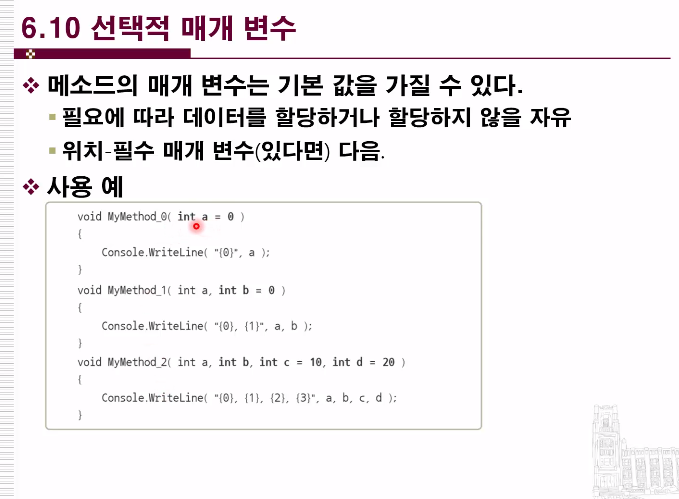 6.10 선택적 매개 변수
메소드의 매개 변수는 기본 값을 가질 수 있다.
필요에 따라 데이터를 할당하거나 할당하지 않을 자유
위치-필수 매개 변수(있다면) 다음.
사용 예
void MyMethod_0( int a = 0 )
{
Console.WriteLine( "{0}", a );
}
void MyMethod_1( int a, int b = 0 )
{
Console.WriteLine( "{0}, {1}", a, b );
}
void MyMethod_2( int a, int b, int c = 10, int d = 20 )
{
Console.WriteLine( "{0}, {1}, {2}, {3}", a, b, c, d );
}